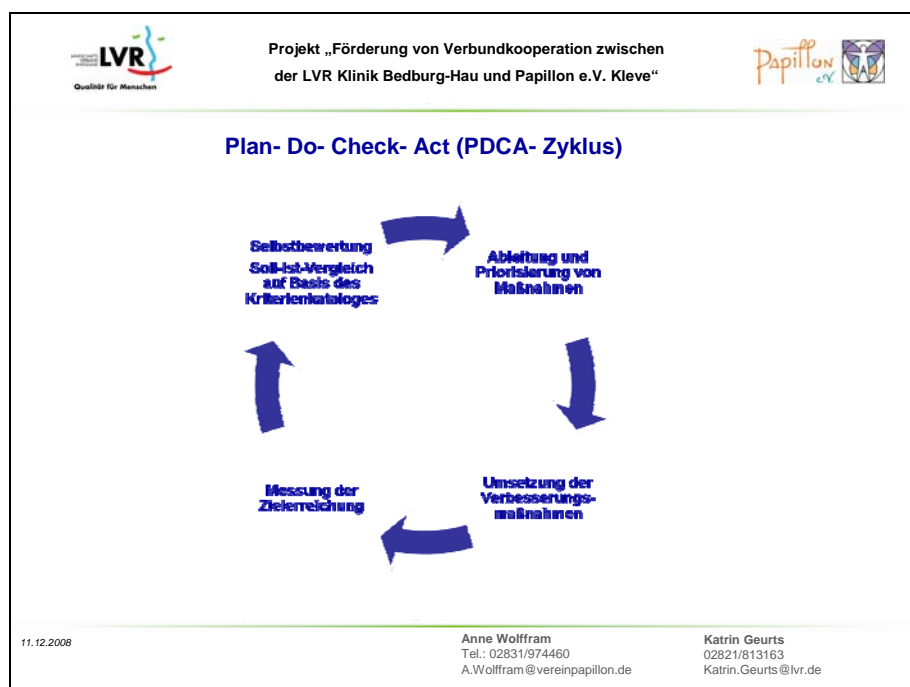 LVR
Qualität für Menschen
Projekt „Förderung von Verbundkooperation zwischen
der LVR Klinik Bedburg-Hau und Papillon e.V. Kleve“
Papillon
e.V.
Plan- Do- Check- Act (PDCA- Zyklus)
Selbstbewertung
Soll-Ist-Vergleich
auf Basis des
Kriterienkataloges
Ableitung und
Priorisierung von
Maßnahmen
Umsetzung der
Verbesserungs-
maßnahmen
Messung der
Zielerreichung
11.12.2008
Anne Wolffram
Tel.: 02831/974460
A.Wolffram@vereinpapillon.de
Katrin Geurts
02821/813163
Katrin.Geurts@lvr.de